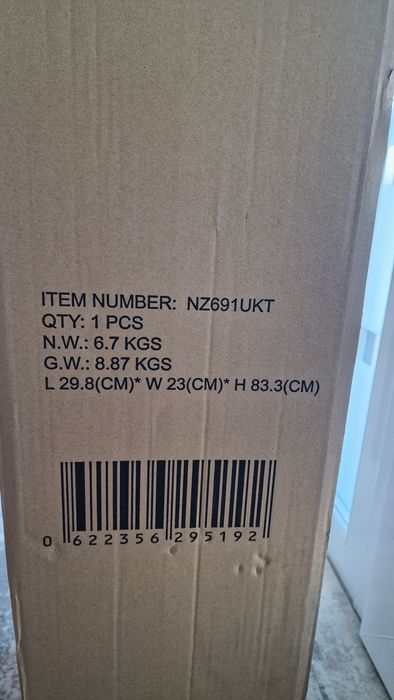 ITEM NUMBER: NZ691UKT
QTY: 1 PCS
N.W.: 6.7 KGS
G.W.: 8.87 KGS
L 29.8(CM)* W 23(CM)* H 83.3(CM)
0 622356 295192